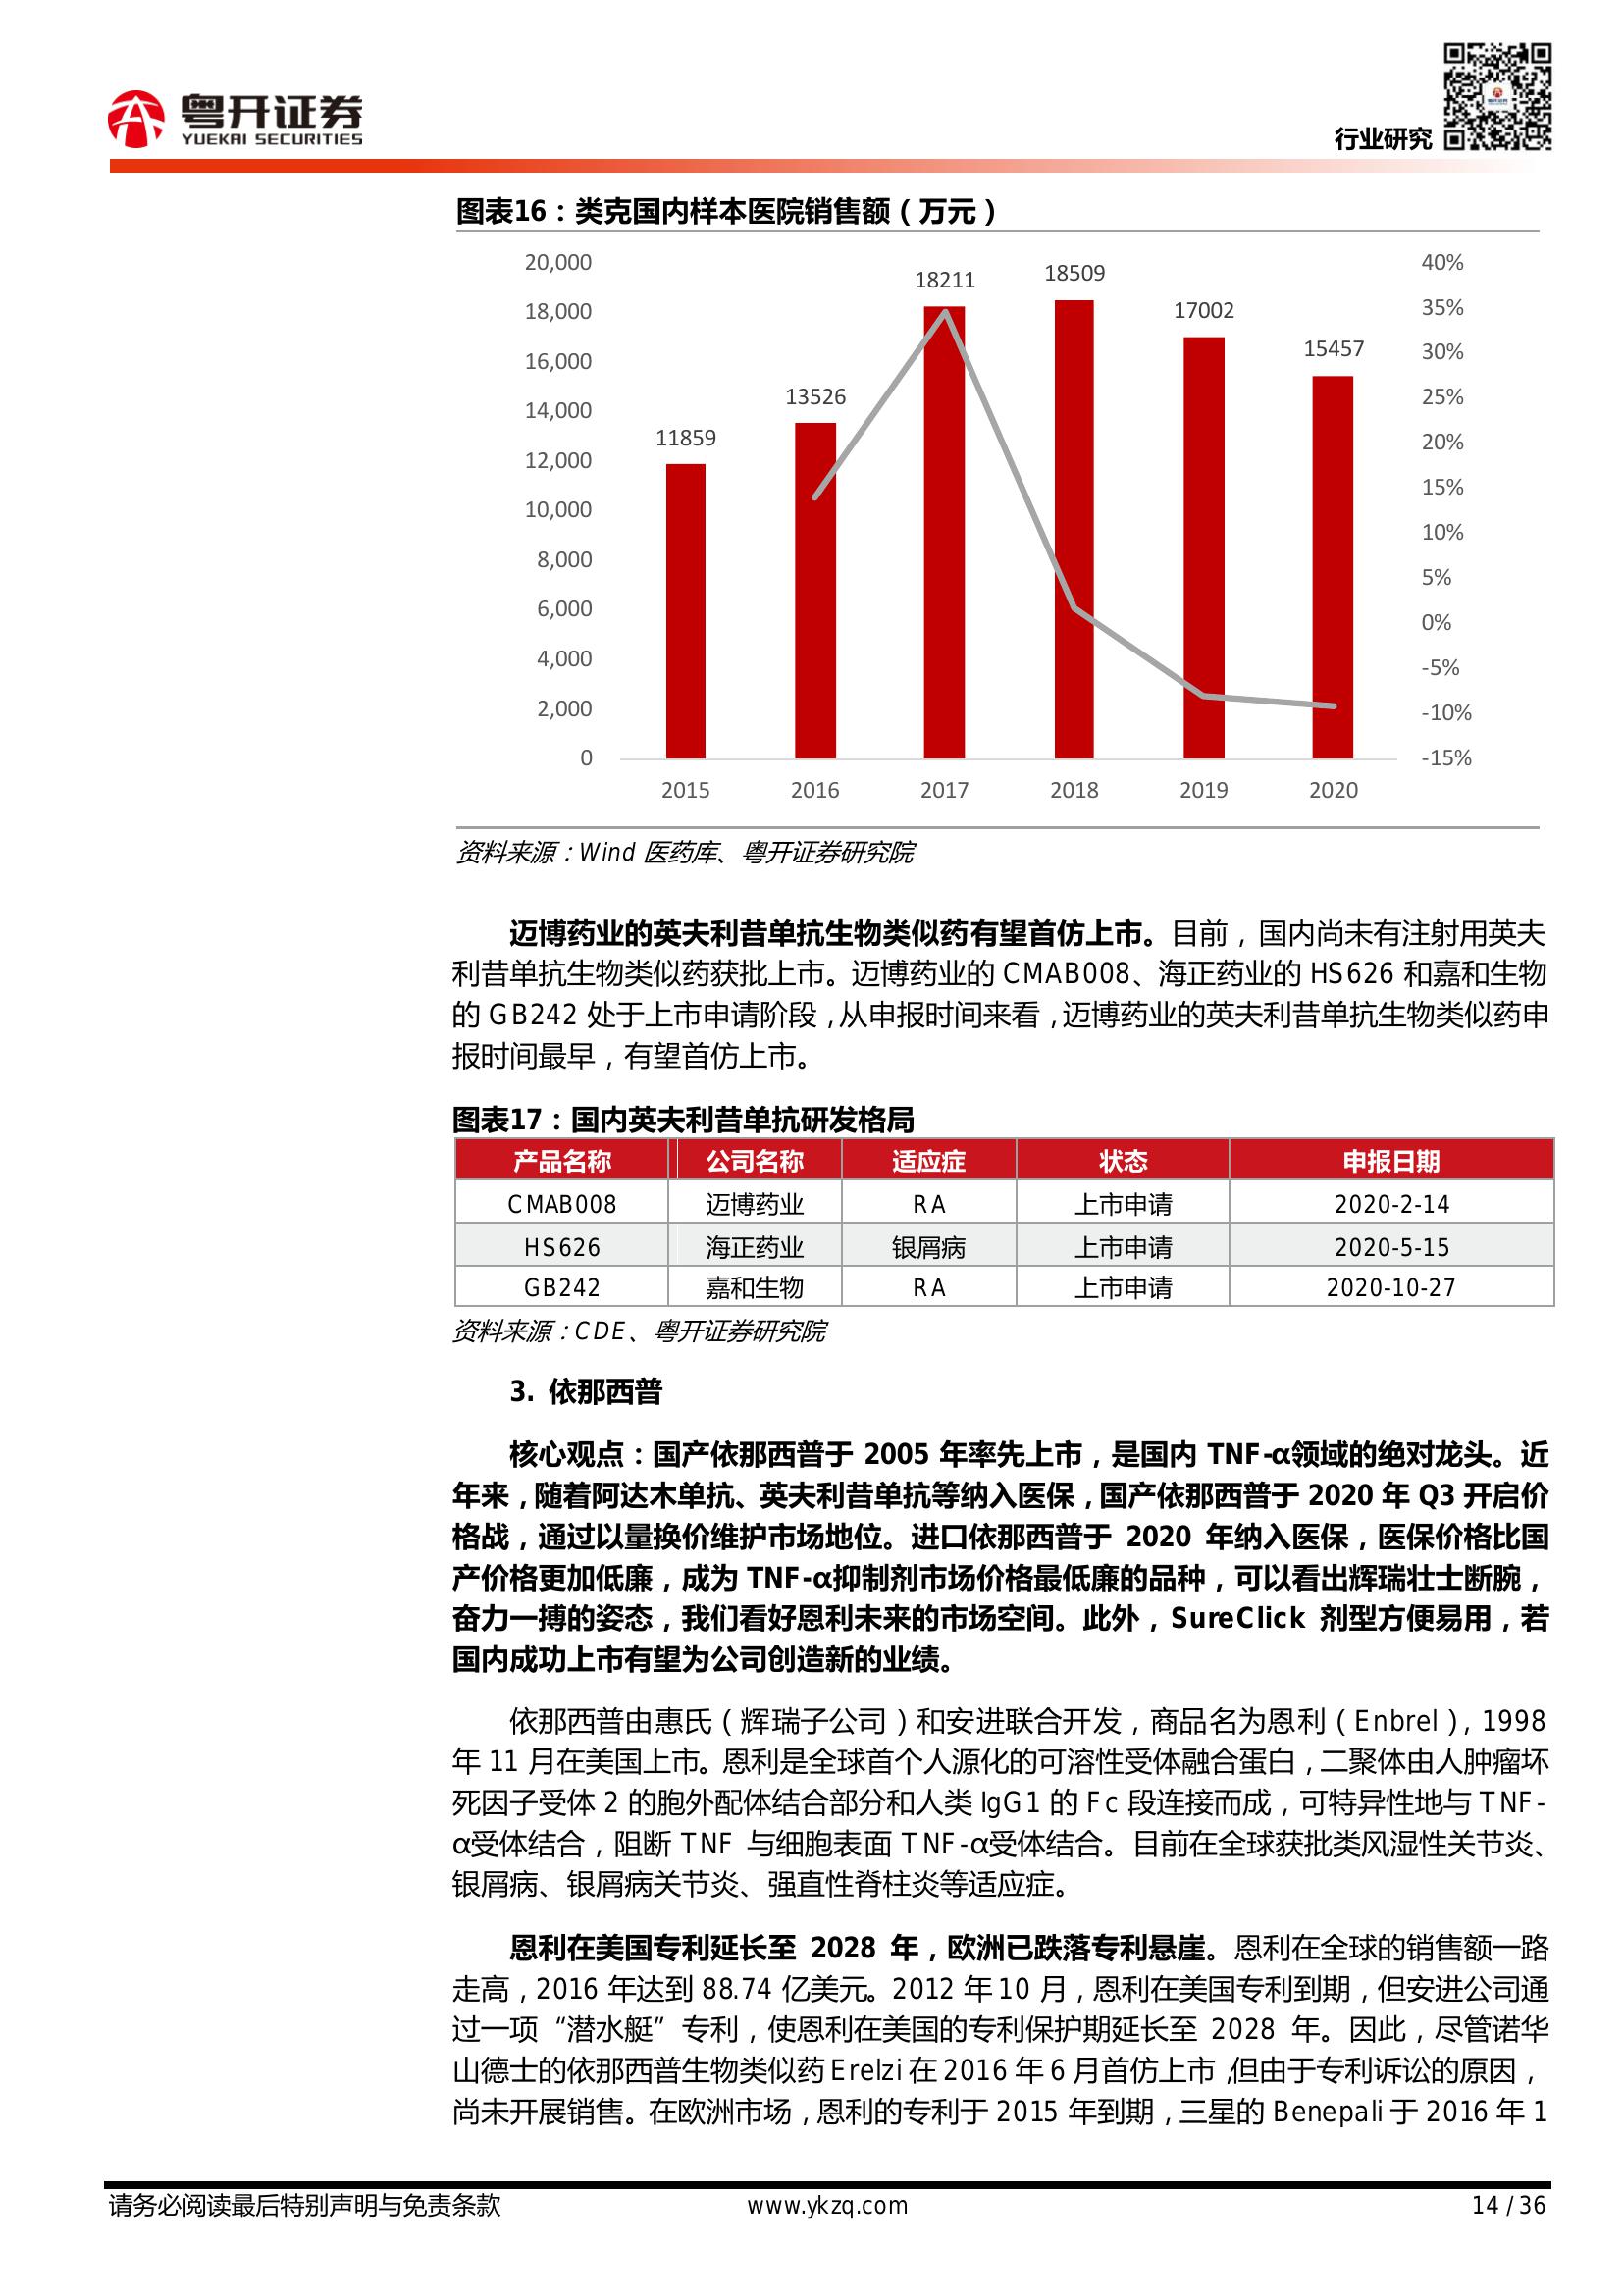 粤开证券
YUEKAI SECURITIES
行业研究
图表16：类克国内样本医院销售额（万元）
20,000
18,000
16,000
14,000
12,000
10,000
8,000
6,000
4,000
2,000
0
40%
35%
30%
25%
20%
15%
10%
5%
0%
-5%
-10%
-15%
11859
13526
18211
18509
17002
15457
2015 2016 2017 2018 2019 2020
资料来源：Wind 医药库、粤开证券研究院
迈博药业的英夫利昔单抗生物类似药有望首仿上市。目前，国内尚未有注射用英夫
利昔单抗生物类似药获批上市。迈博药业的 CMAB008、海正药业的 HS626 和嘉和生物
的 GB242 处于上市申请阶段，从申报时间来看，迈博药业的英夫利昔单抗生物类似药申
报时间最早，有望首仿上市。
图表17：国内英夫利昔单抗研发格局
产品名称 公司名称 适应症 状态 申报日期
CMAB008 迈博药业 RA 上市申请 2020-2-14
HS626 海正药业 银屑病 上市申请 2020-5-15
GB242 嘉和生物 RA 上市申请 2020-10-27
资料来源：CDE、粤开证券研究院
3. 依那西普
核心观点：国产依那西普于 2005 年率先上市，是国内 TNF-α领域的绝对龙头。近
年来，随着阿达木单抗、英夫利昔单抗等纳入医保，国产依那西普于 2020 年 Q3 开启价
格战，通过以量换价维护市场地位。进口依那西普于 2020 年纳入医保，医保价格比国
产价格更加低廉，成为 TNF-α抑制剂市场价格最低廉的品种，可以看出辉瑞壮士断腕，
奋力一搏的姿态，我们看好恩利未来的市场空间。此外，SureClick 剂型方便易用，若
国内成功上市有望为公司创造新的业绩。
依那西普由惠氏（辉瑞子公司）和安进联合开发，商品名为恩利（Enbrel），1998
年 11 月在美国上市。恩利是全球首个人源化的可溶性受体融合蛋白，二聚体由人肿瘤坏
死因子受体 2 的胞外配体结合部分和人类 IgG1 的 Fc 段连接而成，可特异性地与 TNF-
α受体结合，阻断 TNF 与细胞表面 TNF-α受体结合。目前在全球获批类风湿性关节炎、
银屑病、银屑病关节炎、强直性脊柱炎等适应症。
恩利在美国专利延长至 2028 年，欧洲已跌落专利悬崖。恩利在全球的销售额一路
走高，2016 年达到 88.74 亿美元。2012 年 10 月，恩利在美国专利到期，但安进公司通
过一项“潜水艇”专利，使恩利在美国的专利保护期延长至 2028 年。因此，尽管诺华
山德士的依那西普生物类似药 Erelzi 在 2016 年 6 月首仿上市，但由于专利诉讼的原因，
尚未开展销售。在欧洲市场，恩利的专利于 2015 年到期，三星的 Benepali 于 2016 年 1
请务必阅读最后特别声明与免责条款 www.ykzq.com 14 / 36